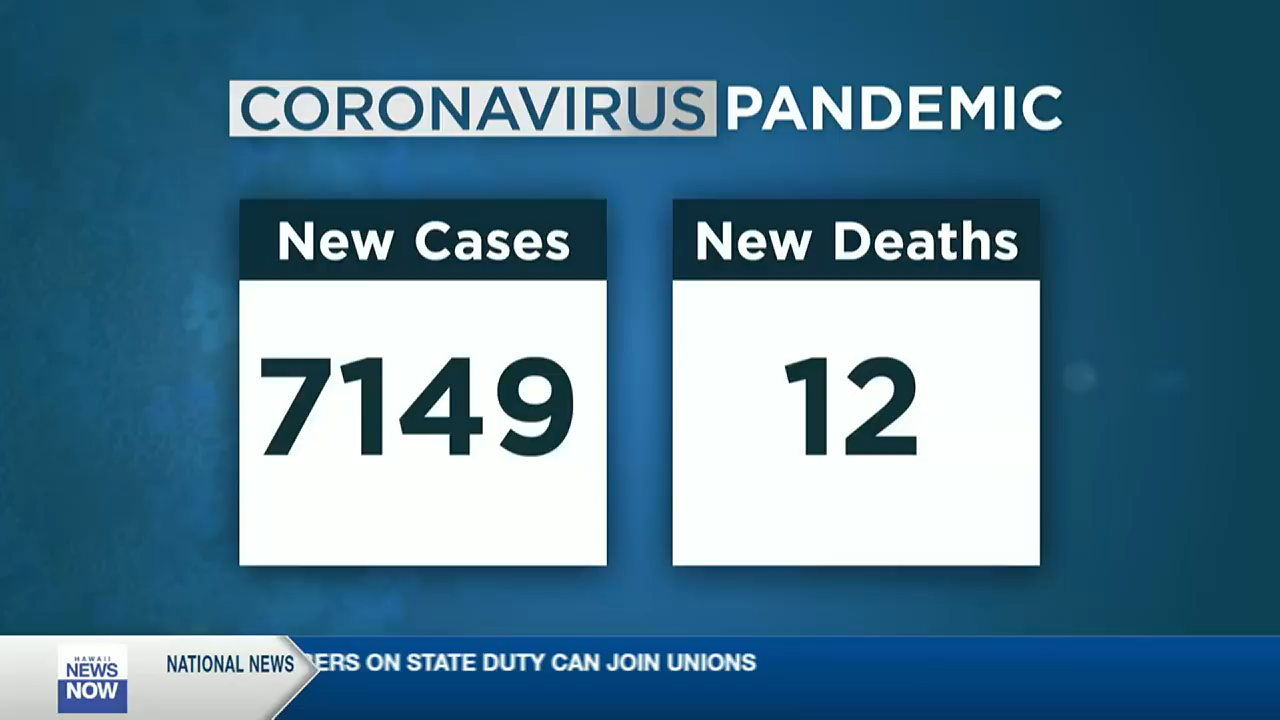 CORONAVIRUS PANDEMIC
New Cases
New Deaths
7149
12
HAWAII
NEWS
NOW
NATIONAL NEWS
ON STATE DUTY CAN JOIN UNIONS